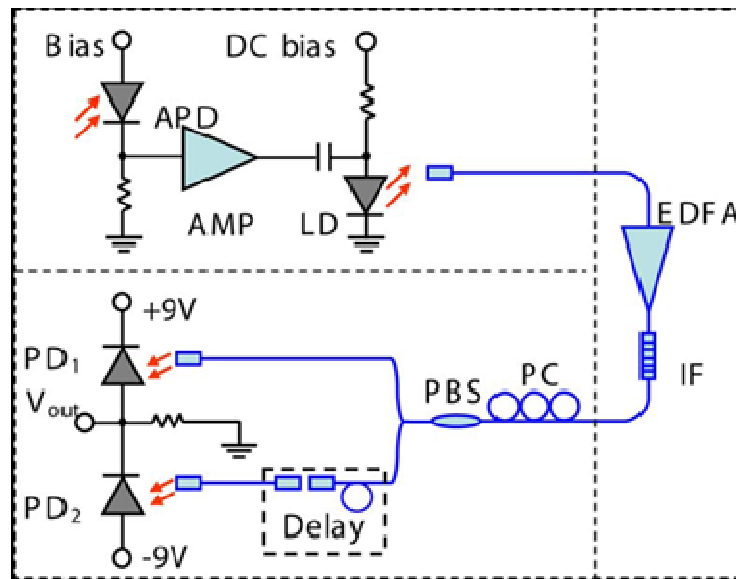 Bias
DC bias
APD
AMP
LD
EDFA
+9V
PD1
Vout
PBS
PC
IF
PD2
Delay
-9V